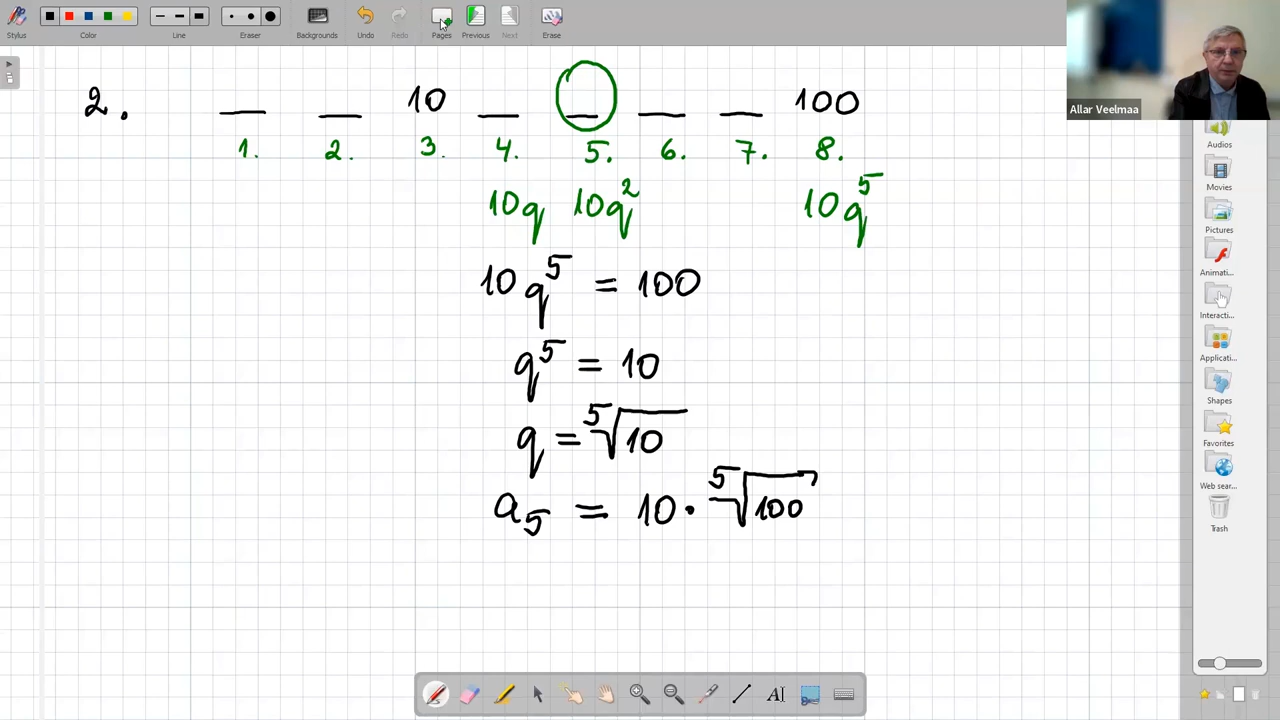 Stylus Color Line Eraser Backgrounds Undo Redo Pages Previous Next Erase
Allar Veelmaa
2. _ _ 10 _ _ _ _ 100
1. 2. 3. 4. 5. 6. 7. 8.
10q 10q² 10q⁵
10q⁵ = 100
q⁵ = 10
q = ⁵√10
a₅ = 10 · ⁵√100
Audios
Movies
Pictures
Animati...
Interacti...
Applicati...
Shapes
Favorites
Web sear...
Trash
AI